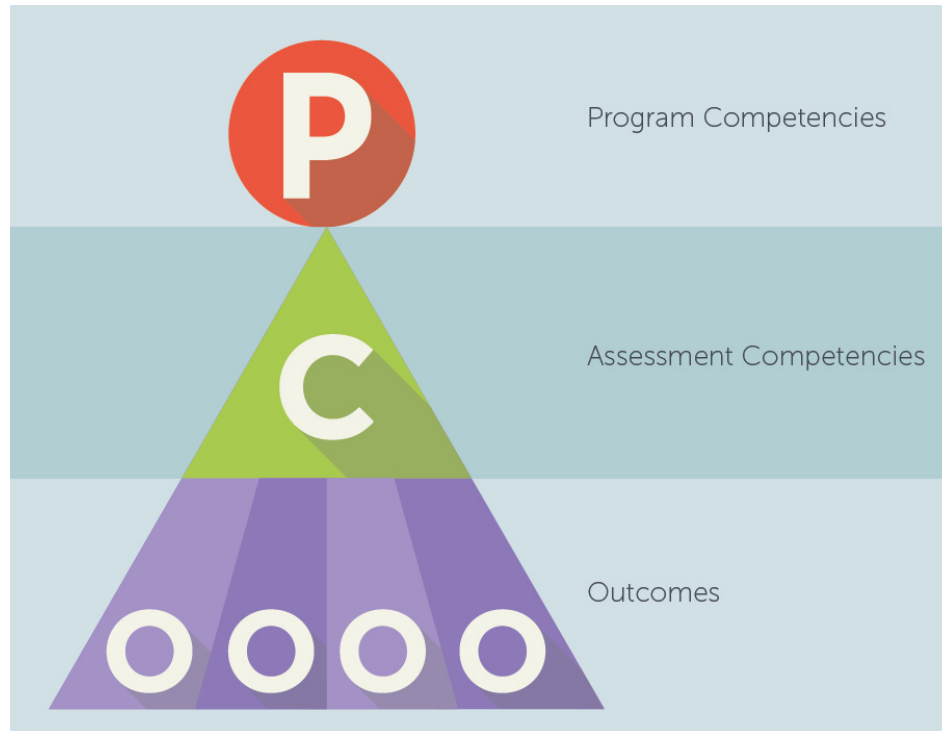 P
Program Competencies
C
Assessment Competencies
Outcomes
O O O O